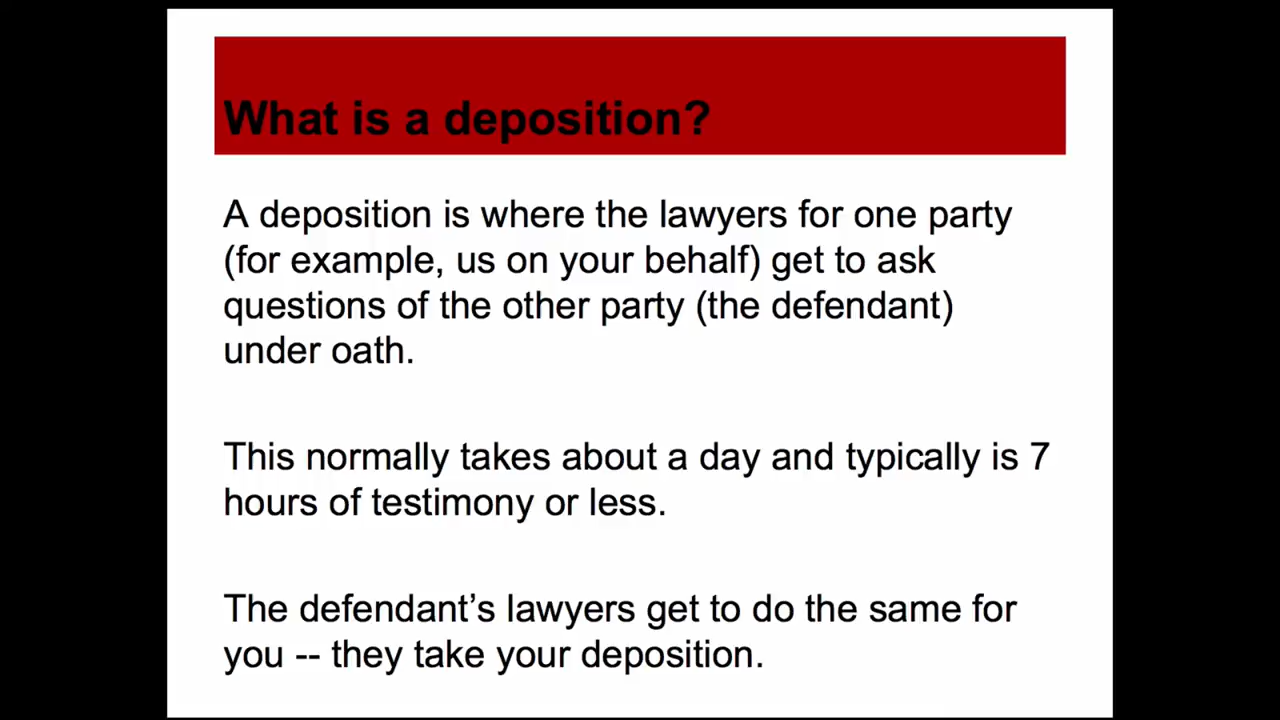 What is a deposition?
A deposition is where the lawyers for one party
(for example, us on your behalf) get to ask
questions of the other party (the defendant)
under oath.
This normally takes about a day and typically is 7
hours of testimony or less.
The defendant’s lawyers get to do the same for
you -- they take your deposition.